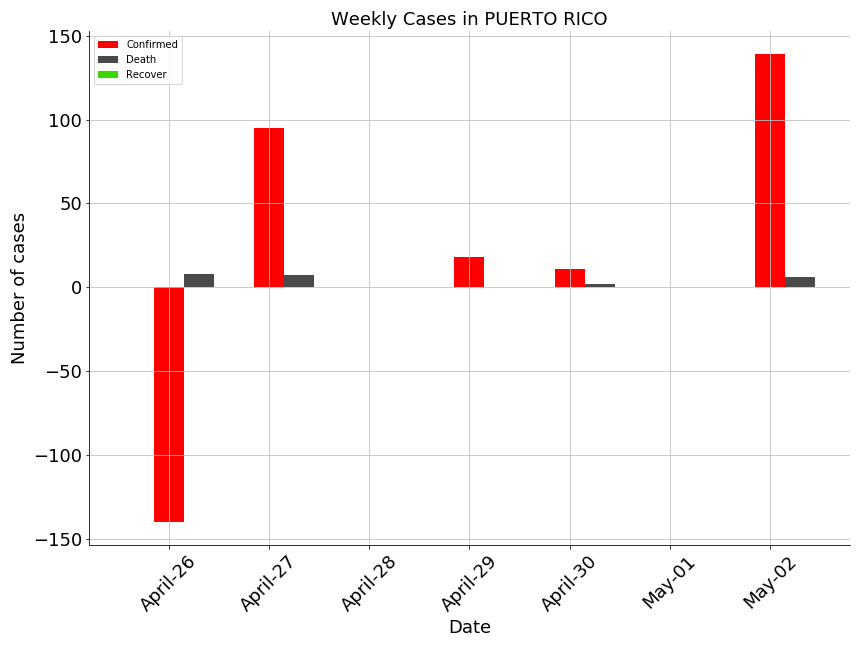 Weekly Cases in PUERTO RICO
Confirmed
Death
Recover
Number of cases
150
100
50
0
−50
−100
−150
April-26
April-27
April-28
April-29
April-30
May-01
May-02
Date